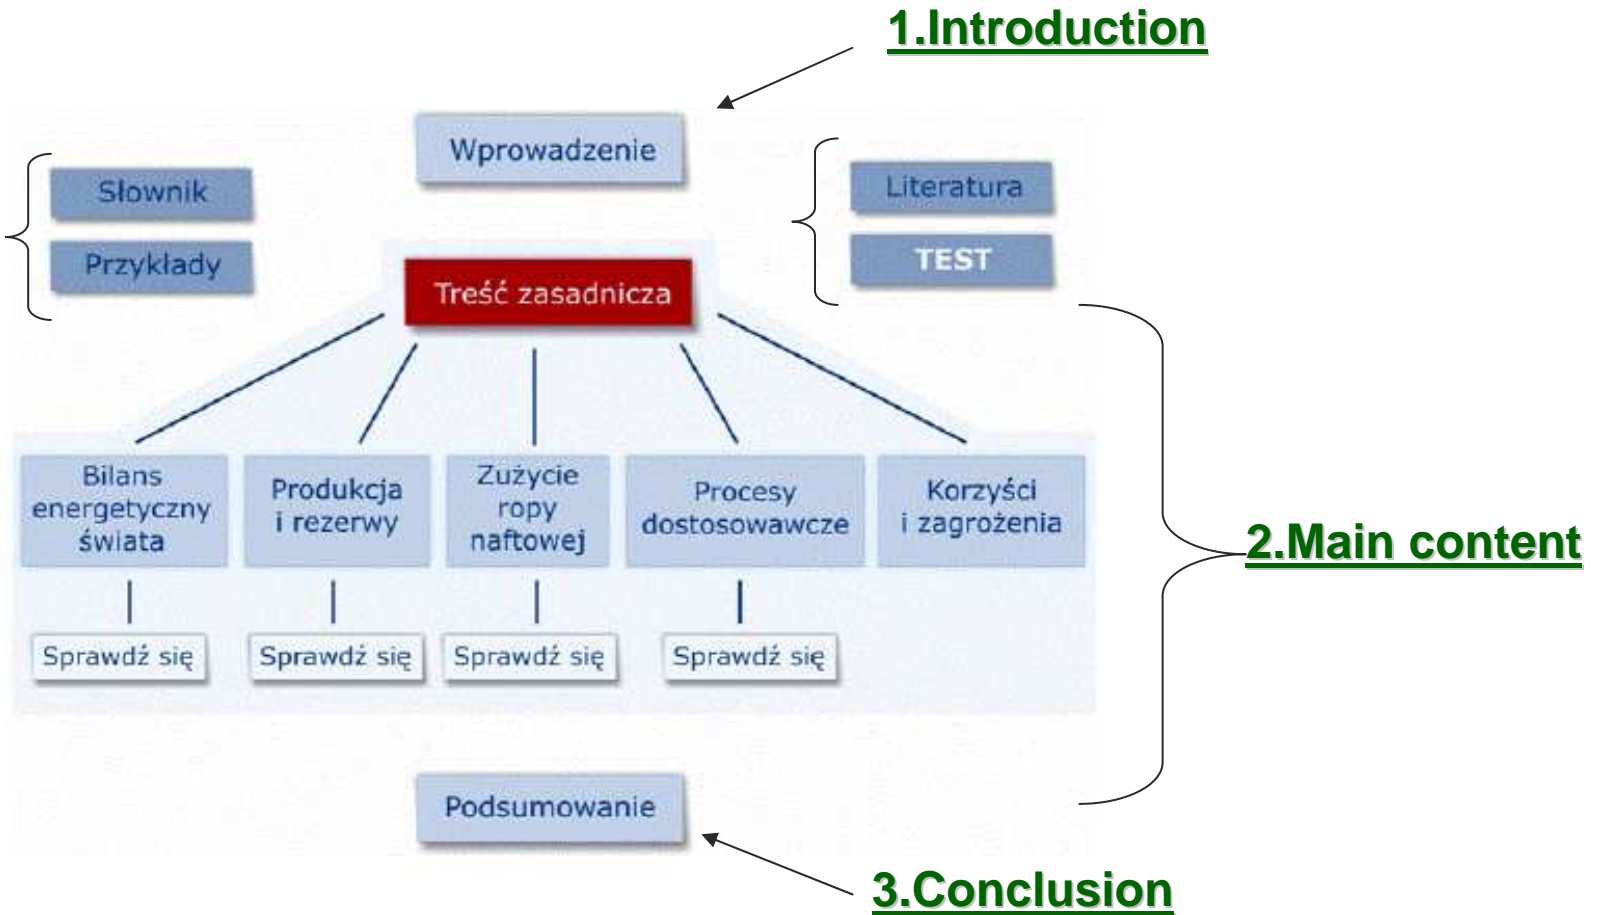 1.Introduction
Wprowadzenie
Słownik
Przykłady
Literatura
TEST
Treść zasadnicza
Bilans
energetyczny
świata
Produkcja
i rezerwy
Zużycie
ropy
naftowej
Procesy
dostosowawcze
Korzyści
i zagrożenia
2.Main content
Sprawdź się
Sprawdź się
Sprawdź się
Sprawdź się
Podsumowanie
3.Conclusion